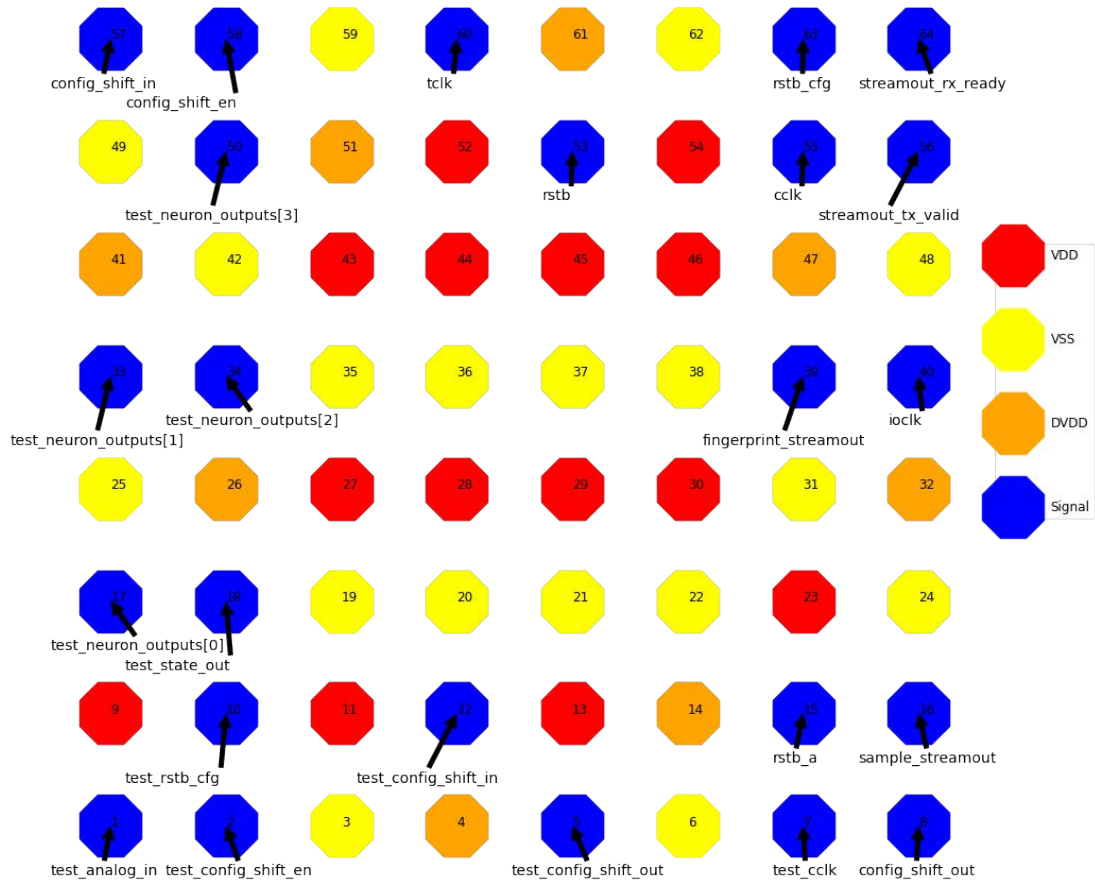 57 58 59 60 61 62 63 64
config_shift_in tclk rstb_cfg streamout_rx_ready
config_shift_en
49 50 51 52 53 54 55 56
rstb cclk
test_neuron_outputs[3] streamout_tx_valid
41 42 43 44 45 46 47 48
VDD
VSS
DVDD
Signal
33 34 35 36 37 38 39 40
test_neuron_outputs[2] ioclk
test_neuron_outputs[1] fingerprint_streamout
25 26 27 28 29 30 31 32
17 18 19 20 21 22 23 24
test_neuron_outputs[0]
test_state_out
9 10 11 12 13 14 15 16
rstb_a sample_streamout
test_rstb_cfg test_config_shift_in
1 2 3 4 5 6 7 8
test_analog_in test_config_shift_en test_config_shift_out test_cclk config_shift_out